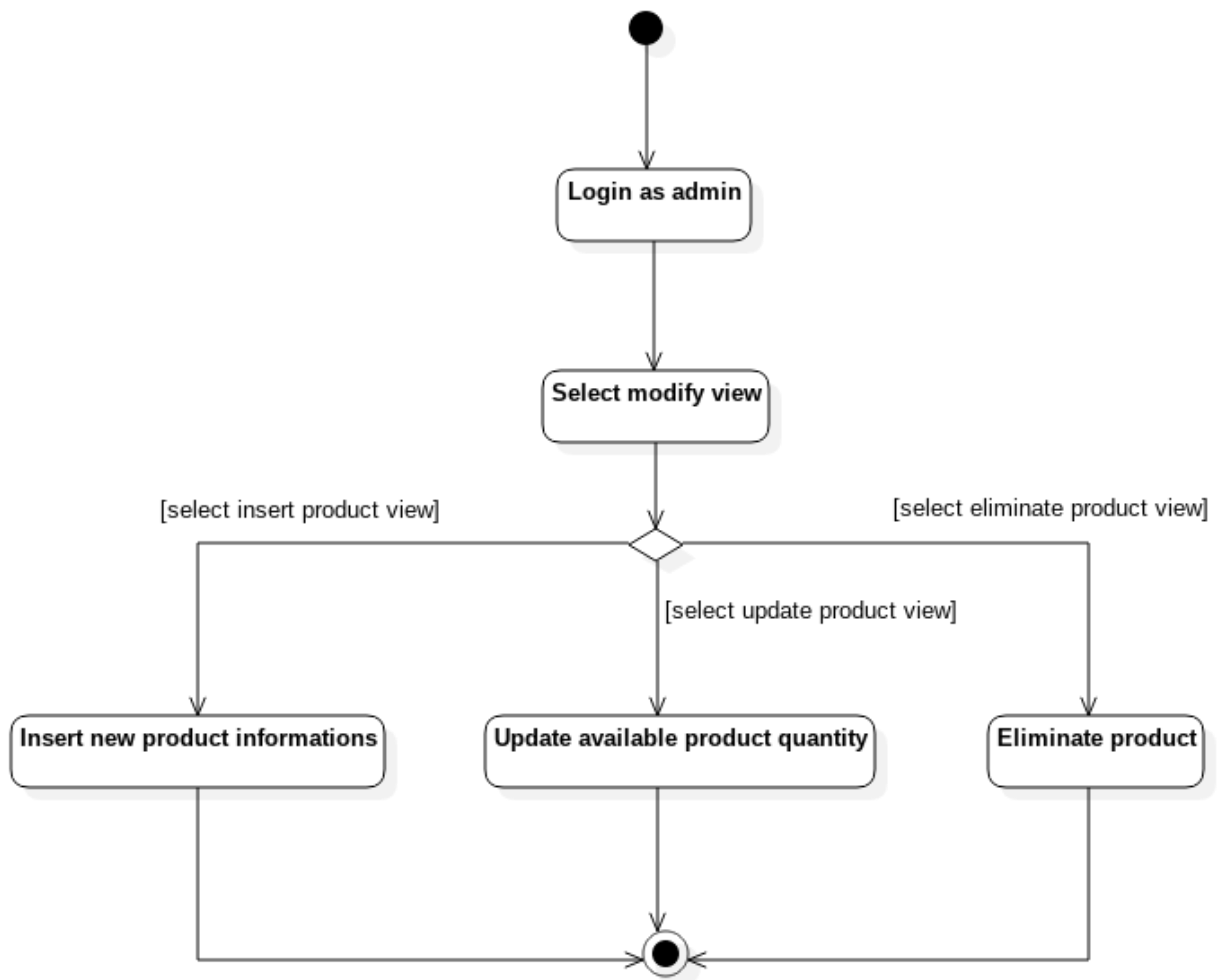 Login as admin
Select modify view
[select insert product view]
[select eliminate product view]
[select update product view]
Insert new product informations
Update available product quantity
Eliminate product